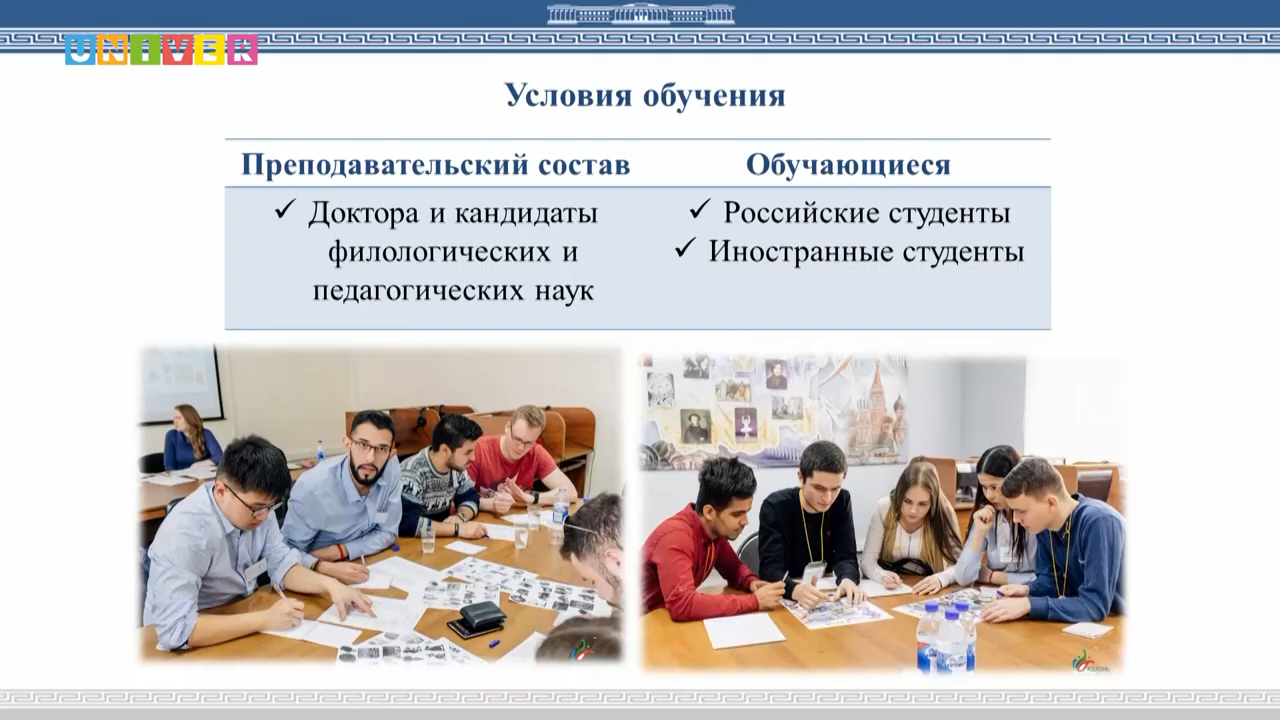 UNIVER
Условия обучения
Преподавательский состав
Обучающиеся
✓ Доктора и кандидаты
филологических и
педагогических наук
✓ Российские студенты
✓ Иностранные студенты